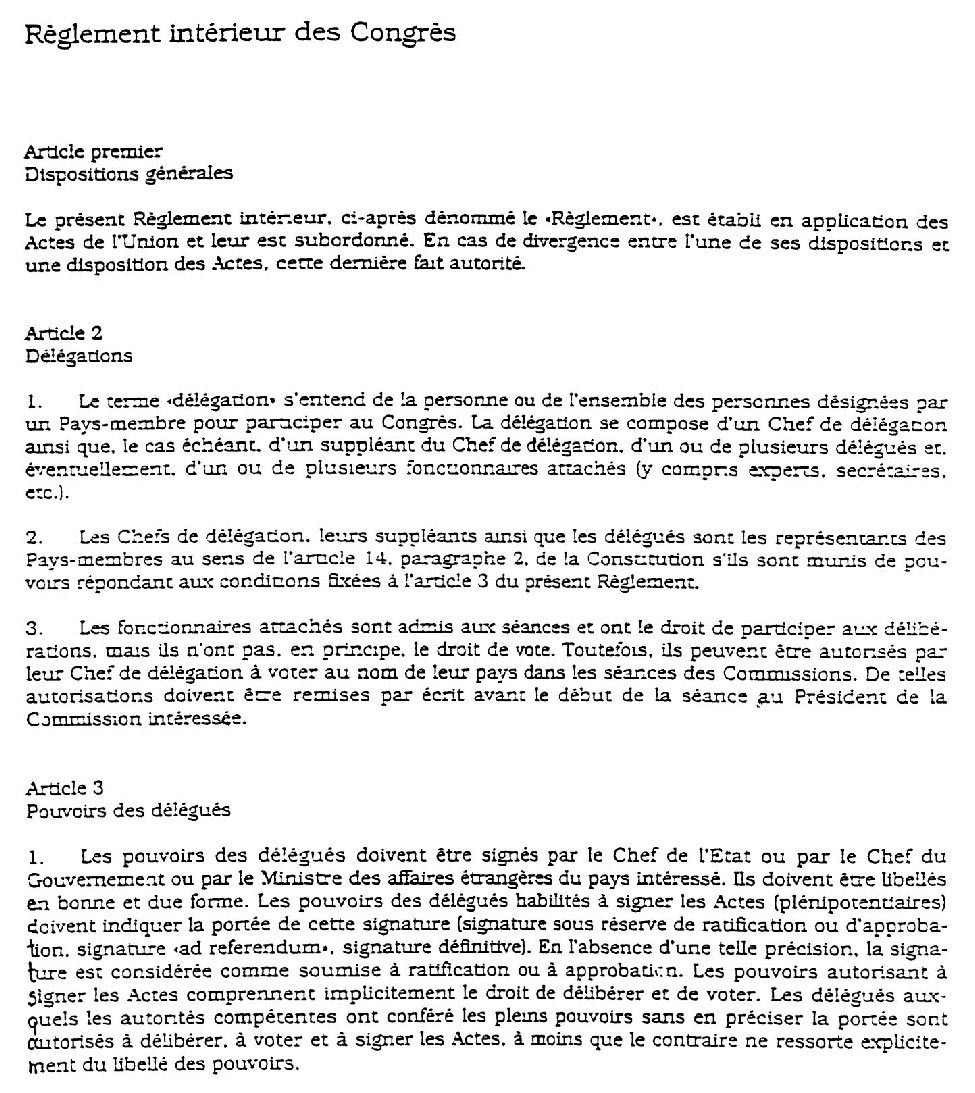 Règlement intérieur des Congrès
Article premier
Dispositions générales
Le présent Règlement intérieur, ci-après dénommé le «Règlement», est établi en application des
Actes de l'Union et leur est subordonné. En cas de divergence entre l'une de ses dispositions et
une disposition des Actes, cette dernière fait autorité.
Article 2
Délégations
1. Le terme «délégation» s'entend de la personne ou de l'ensemble des personnes désignées par
un Pays-membre pour participer au Congrès. La délégation se compose d'un Chef de délégation
ainsi que, le cas échéant, d'un suppléant du Chef de délégation, d'un ou de plusieurs délégués et,
éventuellement, d'un ou de plusieurs fonctionnaires attachés (y compris experts, secrétaires,
etc.).
2. Les Chefs de délégation, leurs suppléants ainsi que les délégués sont les représentants des
Pays-membres au sens de l'article 14, paragraphe 2, de la Constitution s'ils sont munis de pou-
voirs répondant aux conditions fixées à l'article 3 du présent Règlement.
3. Les fonctionnaires attachés sont admis aux séances et ont le droit de participer aux délibé-
rations, mais ils n'ont pas, en principe, le droit de vote. Toutefois, ils peuvent être autorisés par
leur Chef de délégation à voter au nom de leur pays dans les séances des Commissions. De telles
autorisations doivent être remises par écrit avant le début de la séance au Président de la
Commission intéressée.
Article 3
Pouvoirs des délégués
1. Les pouvoirs des délégués doivent être signés par le Chef de l'Etat ou par le Chef du
Gouvernement ou par le Ministre des affaires étrangères du pays intéressé. Ils doivent être libellés
en bonne et due forme. Les pouvoirs des délégués habilités à signer les Actes (plénipotentiaires)
doivent indiquer la portée de cette signature (signature sous réserve de ratification ou d'approba-
tion, signature «ad referendum», signature définitive). En l'absence d'une telle précision, la signa-
ture est considérée comme soumise à ratification ou à approbation. Les pouvoirs autorisant à
signer les Actes comprennent implicitement le droit de délibérer et de voter. Les délégués aux-
quels les autorités compétentes ont conféré les pleins pouvoirs sans en préciser la portée sont
autorisés à délibérer, à voter et à signer les Actes, à moins que le contraire ne ressorte explicite-
ment du libellé des pouvoirs.